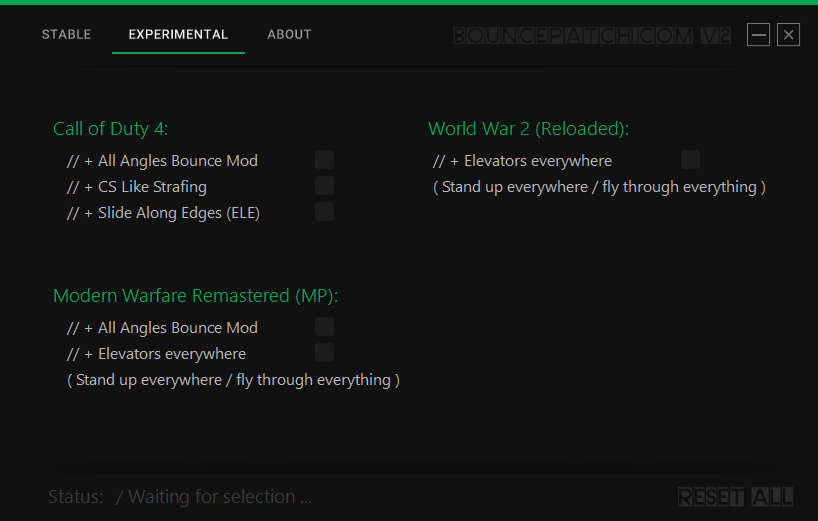 STABLE EXPERIMENTAL ABOUT BOUNCEPATCH.COM V2
Call of Duty 4:
// + All Angles Bounce Mod
// + CS Like Strafing
// + Slide Along Edges (ELE)
World War 2 (Reloaded):
// + Elevators everywhere
( Stand up everywhere / fly through everything )
Modern Warfare Remastered (MP):
// + All Angles Bounce Mod
// + Elevators everywhere
( Stand up everywhere / fly through everything )
Status: / Waiting for selection ...
RESET ALL